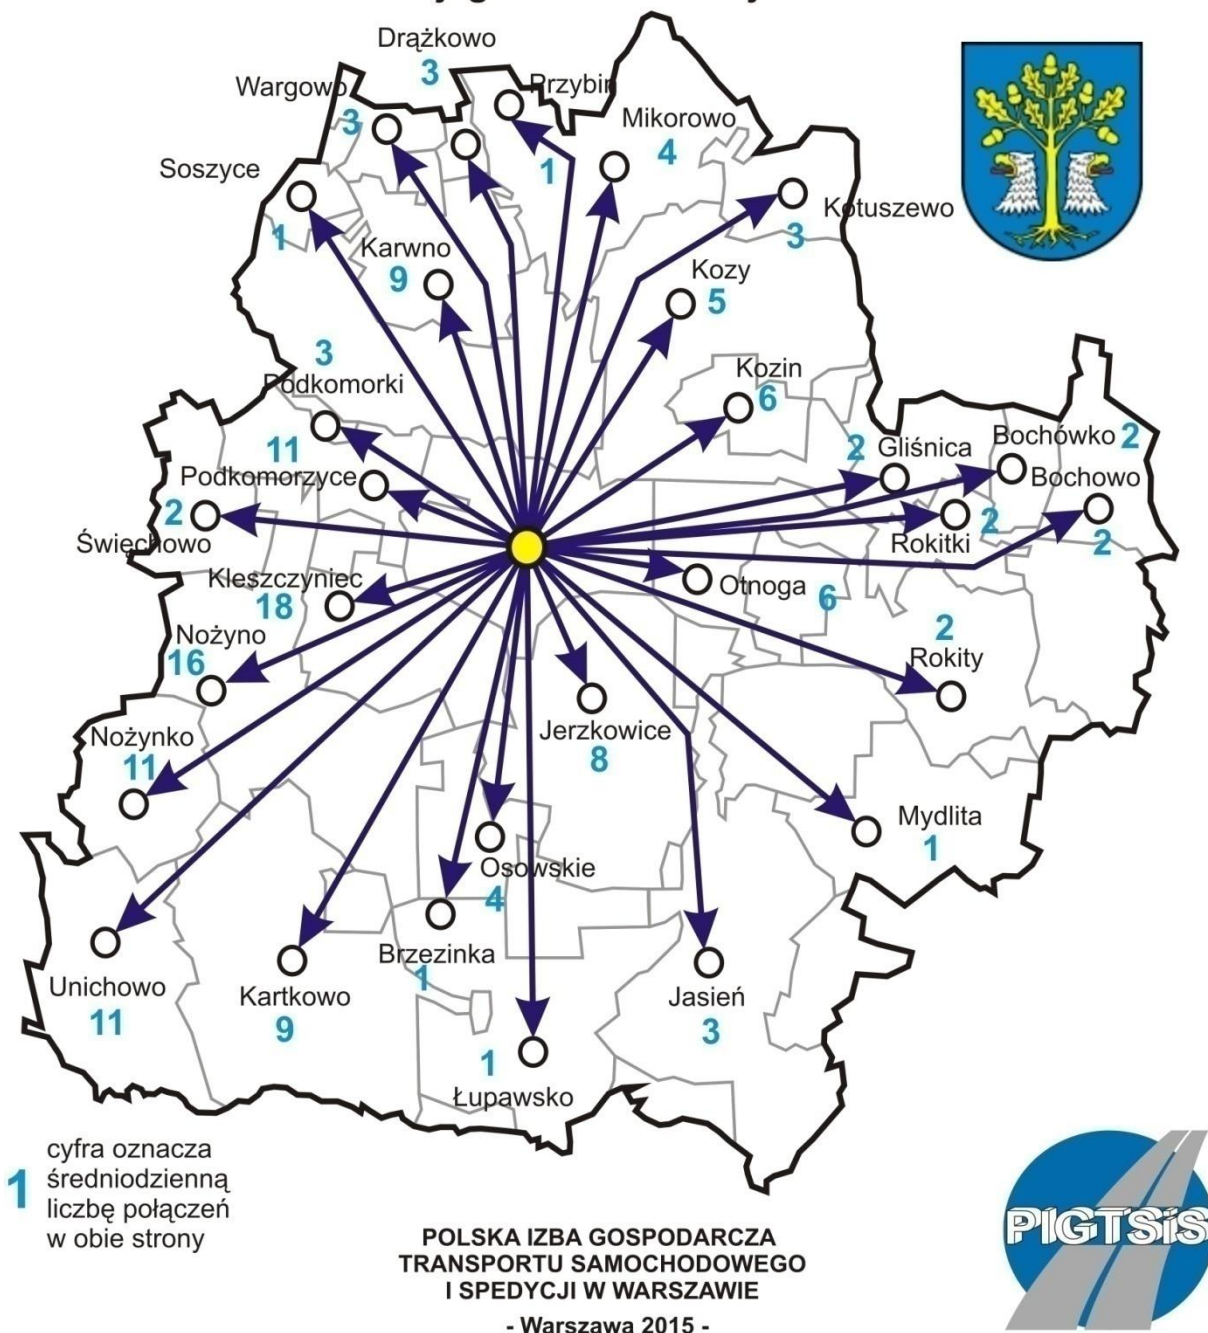 Drążkowo
3
Wargowo
3
Przybin
1
Mikorowo
4
Soszyce
1
Kotuszewo
3
Karwno
9
Kozy
5
3
Podkomorki
Kozin
6
11
Podkomorzyce
2
Gliśnica
Bochówko 2
Bochowo
2
2
Święchowo
2
Rokitki
Kleszczyniec
18
Otnoga
6
Nożyno
16
2
Rokity
Nożynko
11
Jerzkowice
8
Mydlita
1
Osowskie
4
Brzezinka
1
Unichowo
11
Kartkowo
9
Jasień
3
1
Łupawsko
1 cyfra oznacza
średniodzienną
liczbę połączeń
w obie strony
POLSKA IZBA GOSPODARCZA
TRANSPORTU SAMOCHODOWEGO
I SPEDYCJI W WARSZAWIE
- Warszawa 2015 -
PIGTSiS